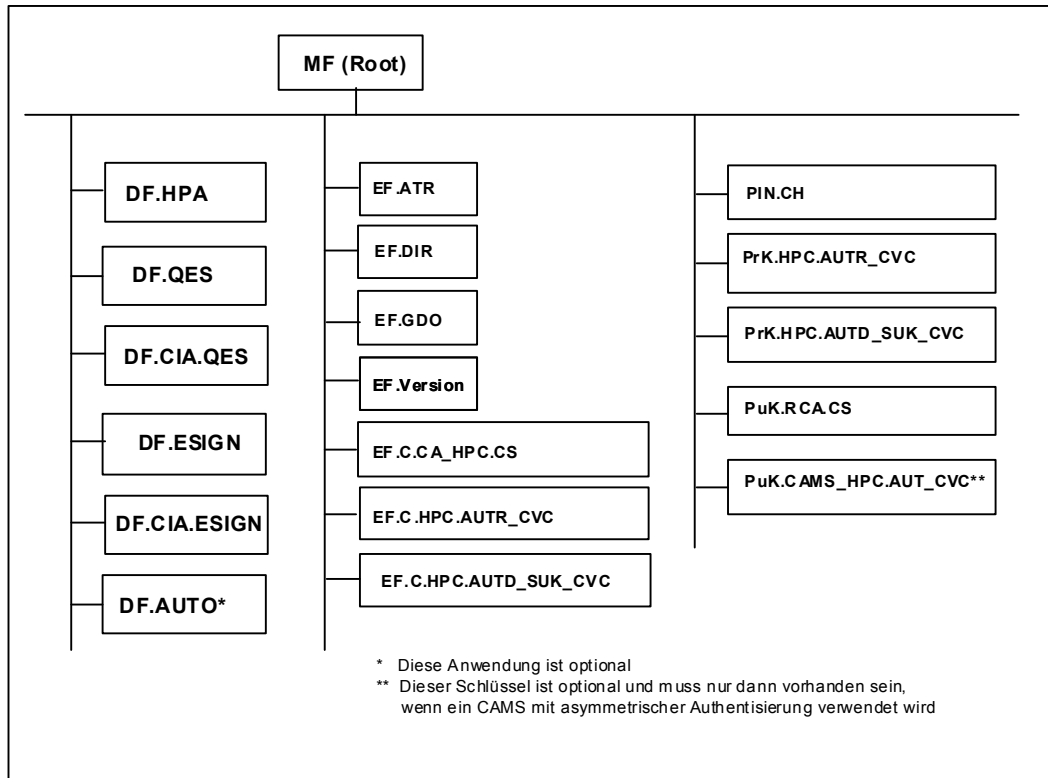 MF (Root)
DF.HPA
DF.QES
DF.CIA.QES
DF.ESIGN
DF.CIA.ESIGN
DF.AUTO*
EF.ATR
EF.DIR
EF.GDO
EF.Version
EF.C.CA_HPC.CS
EF.C.HPC.AUTR_CVC
EF.C.HPC.AUTD_SUK_CVC
PIN.CH
PrK.HPC.AUTR_CVC
PrK.HPC.AUTD_SUK_CVC
PuK.RCA.CS
PuK.CAMS_HPC.AUT_CVC**
* Diese Anwendung ist optional
** Dieser Schlüssel ist optional und muss nur dann vorhanden sein,
wenn ein CAMS mit asymmetrischer Authentisierung verwendet wird